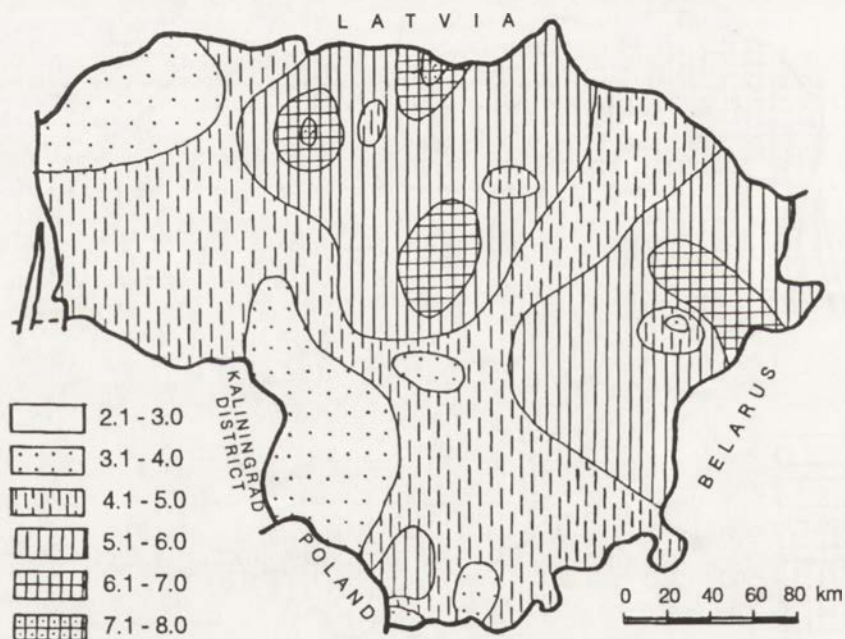 LATVIA
KALININGRAD
DISTRICT
POLAND
BELARUS
2.1 - 3.0
3.1 - 4.0
4.1 - 5.0
5.1 - 6.0
6.1 - 7.0
7.1 - 8.0
0 20 40 60 80 km